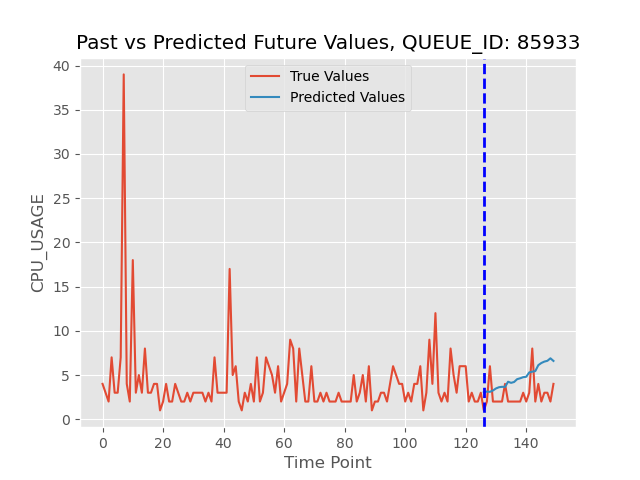 Past vs Predicted Future Values, QUEUE_ID: 85933
True Values
Predicted Values
CPU_USAGE
40
35
30
25
20
15
10
5
0
0 20 40 60 80 100 120 140
Time Point